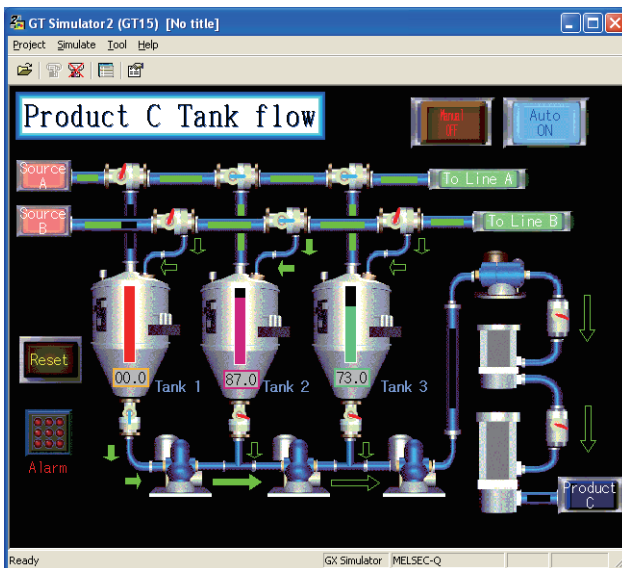 GT Simulator2 (GT15) [No title]
Project Simulate Tool Help
Product C Tank flow
Manual
OFF
Auto
ON
Source
A
To Line A
Source
B
To Line B
Reset
00.0
Tank 1
87.0
Tank 2
73.0
Tank 3
Alarm
Product
C
Ready
GX Simulator
MELSEC-Q